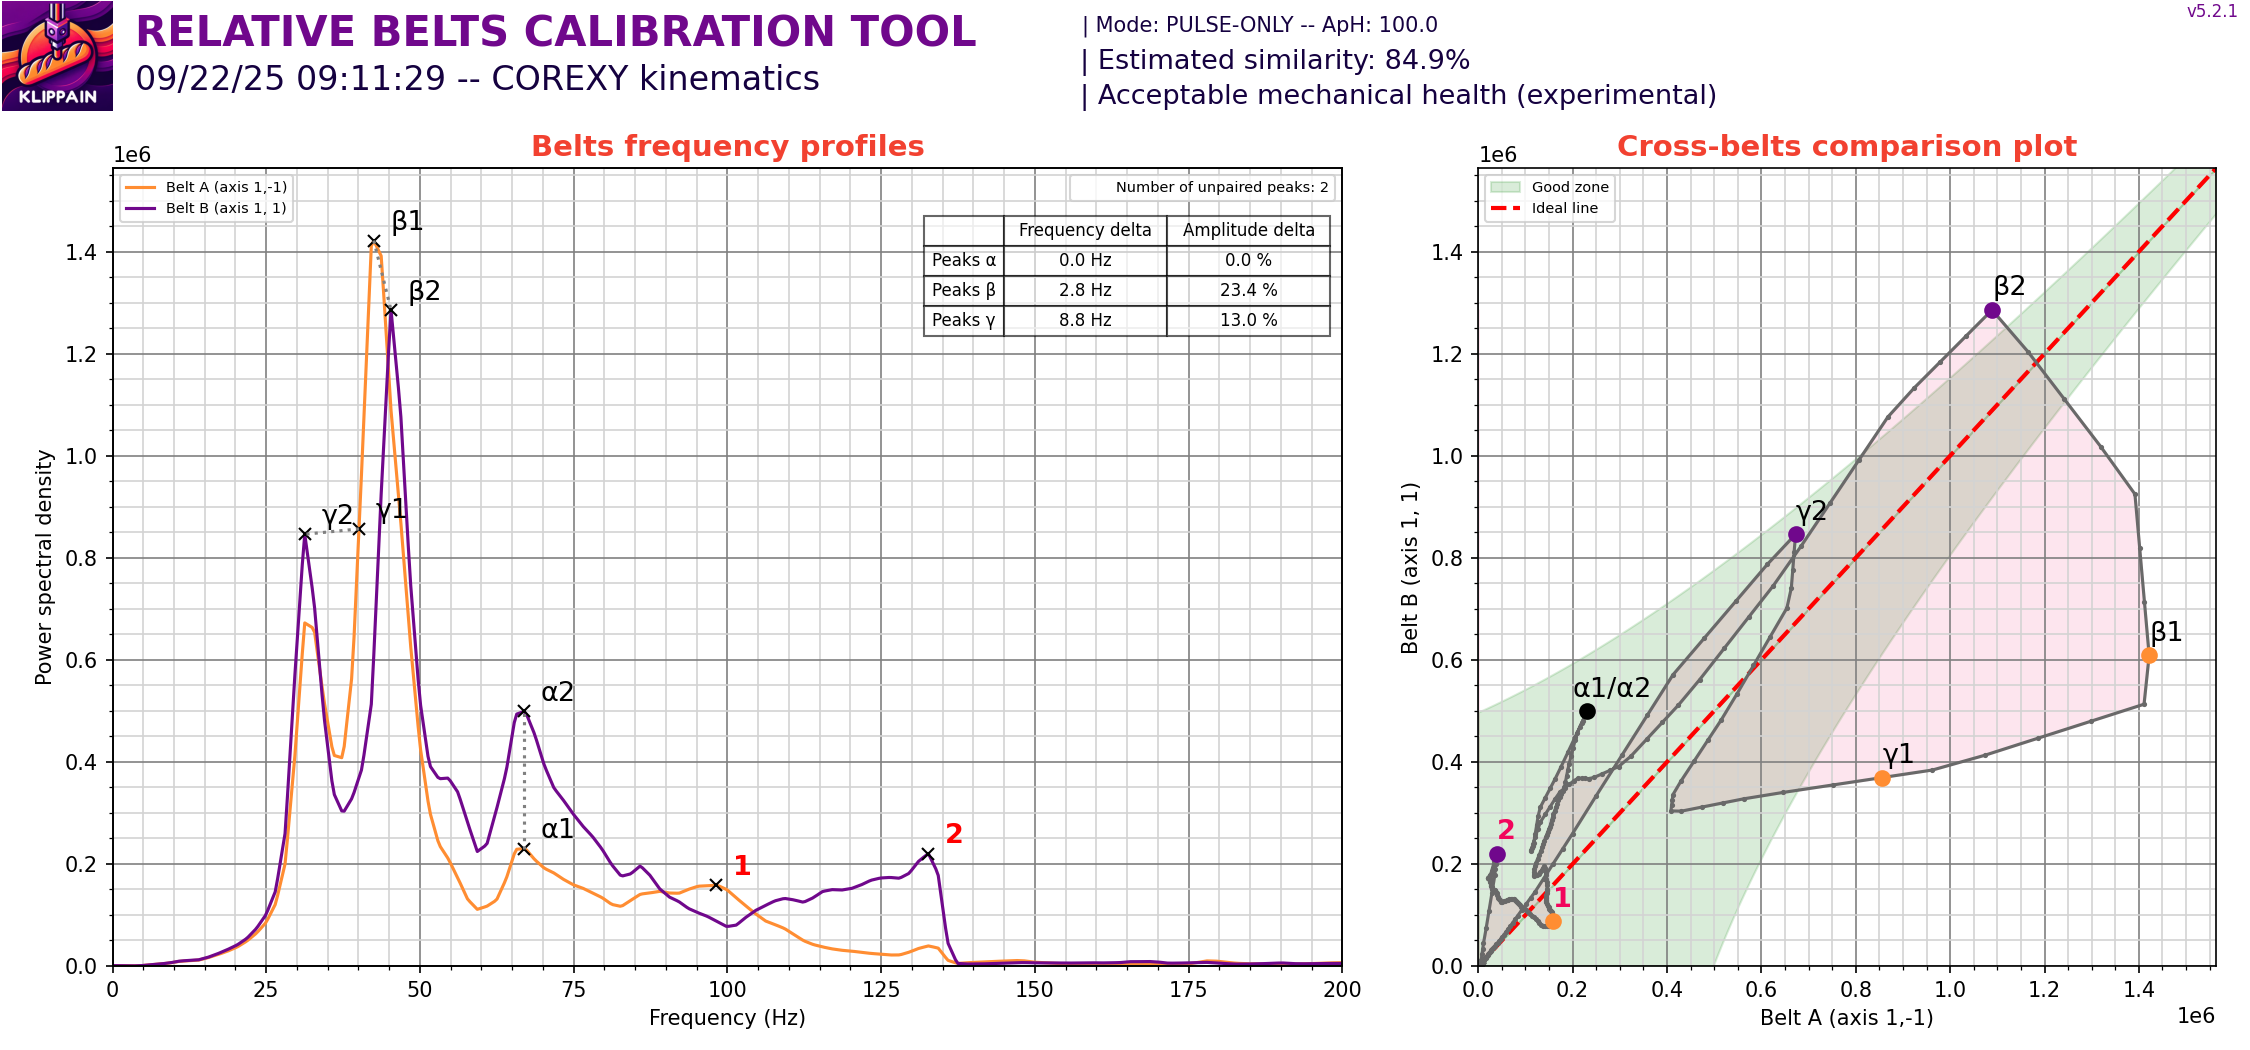 KLIPPAIN
RELATIVE BELTS CALIBRATION TOOL
09/22/25 09:11:29 -- COREXY kinematics
| Mode: PULSE-ONLY -- ApH: 100.0
| Estimated similarity: 84.9%
| Acceptable mechanical health (experimental)
v5.2.1
Belts frequency profiles
1e6
Belt A (axis 1,-1)
Belt B (axis 1, 1)
Number of unpaired peaks: 2
Frequency delta Amplitude delta
Peaks α 0.0 Hz 0.0 %
Peaks β 2.8 Hz 23.4 %
Peaks γ 8.8 Hz 13.0 %
β1
β2
γ2
γ1
α2
α1
1
2
1.4
1.2
1.0
0.8
0.6
0.4
0.2
0.0
Power spectral density
0 25 50 75 100 125 150 175 200
Frequency (Hz)
Cross-belts comparison plot
1e6
Good zone
Ideal line
β2
γ2
β1
α1/α2
γ1
2
1
1.4
1.2
1.0
0.8
0.6
0.4
0.2
0.0
Belt B (axis 1, 1)
0.0 0.2 0.4 0.6 0.8 1.0 1.2 1.4
Belt A (axis 1,-1)
1e6